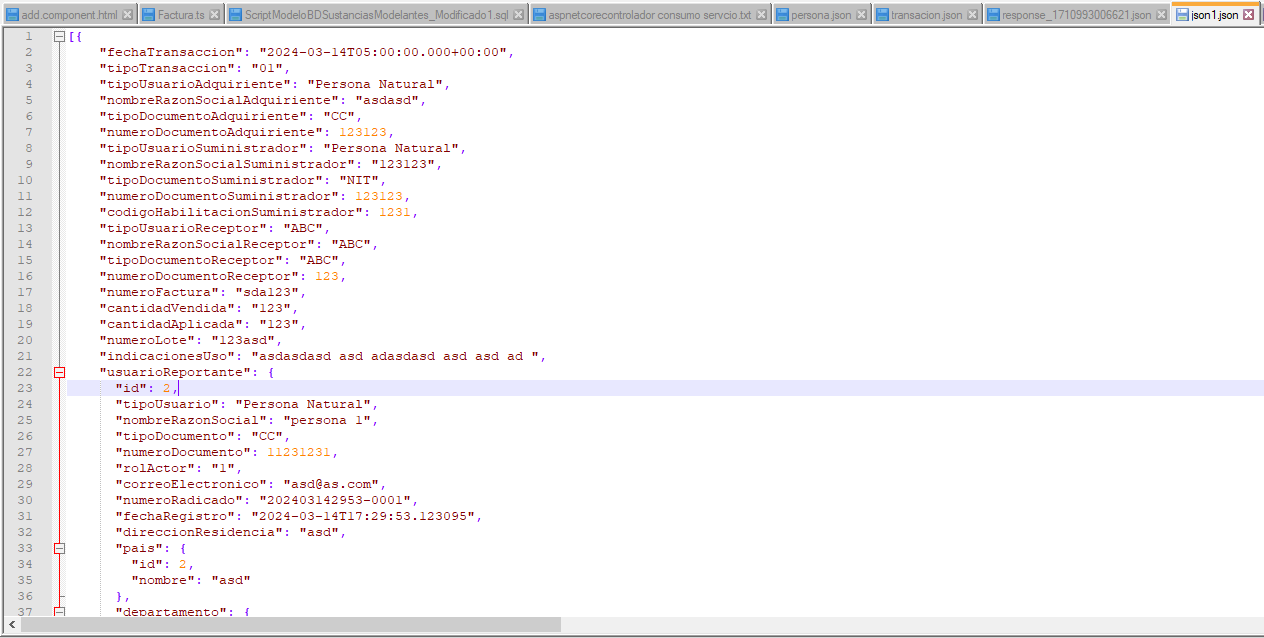 add.component.html
Factura.ts
ScriptModeloBDSustanciasModelantes_Modificado1.sql
aspnetcorecontrolador consumo servcio.txt
persona.json
transacion.json
response_1710993006621.json
json1.json
1 [{
2 "fechaTransaccion": "2024-03-14T05:00:00.000+00:00",
3 "tipoTransaccion": "01",
4 "tipoUsuarioAdquiriente": "Persona Natural",
5 "nombreRazonSocialAdquiriente": "asdasd",
6 "tipoDocumentoAdquiriente": "CC",
7 "numeroDocumentoAdquiriente": 123123,
8 "tipoUsuarioSuministrador": "Persona Natural",
9 "nombreRazonSocialSuministrador": "123123",
10 "tipoDocumentoSuministrador": "NIT",
11 "numeroDocumentoSuministrador": 123123,
12 "codigoHabilitacionSuministrador": 1231,
13 "tipoUsuarioReceptor": "ABC",
14 "nombreRazonSocialReceptor": "ABC",
15 "tipoDocumentoReceptor": "ABC",
16 "numeroDocumentoReceptor": 123,
17 "numeroFactura": "sda123",
18 "cantidadVendida": "123",
19 "cantidadAplicada": "123",
20 "numeroLote": "123asd",
21 "indicacionesUso": "asdasdasd asd adasdasd asd asd ad ",
22 "usuarioReportante": {
23 "id": 2,
24 "tipoUsuario": "Persona Natural",
25 "nombreRazonSocial": "persona 1",
26 "tipoDocumento": "CC",
27 "numeroDocumento": 11231231,
28 "rolActor": "1",
29 "correoElectronico": "asd@as.com",
30 "numeroRadicado": "202403142953-0001",
31 "fechaRegistro": "2024-03-14T17:29:53.123095",
32 "direccionResidencia": "asd",
33 "pais": {
34 "id": 2,
35 "nombre": "asd"
36 },
37 "departamento": {